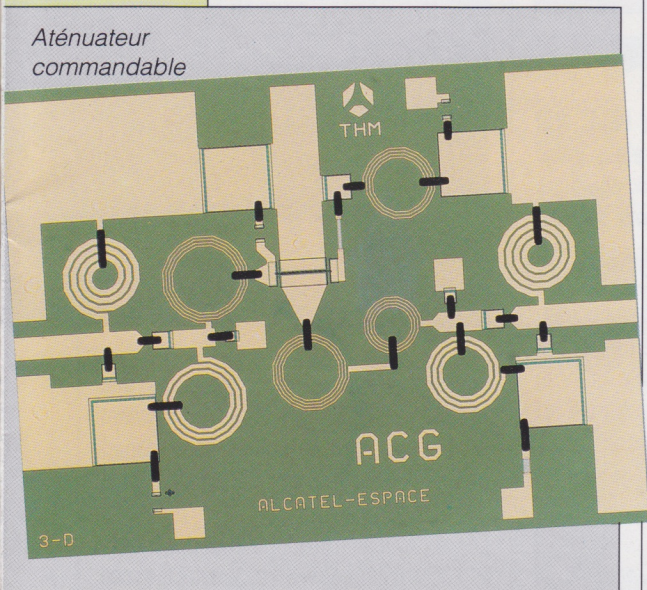 Aténuateur
commandable
THM
ACG
ALCATEL-ESPACE
3-D